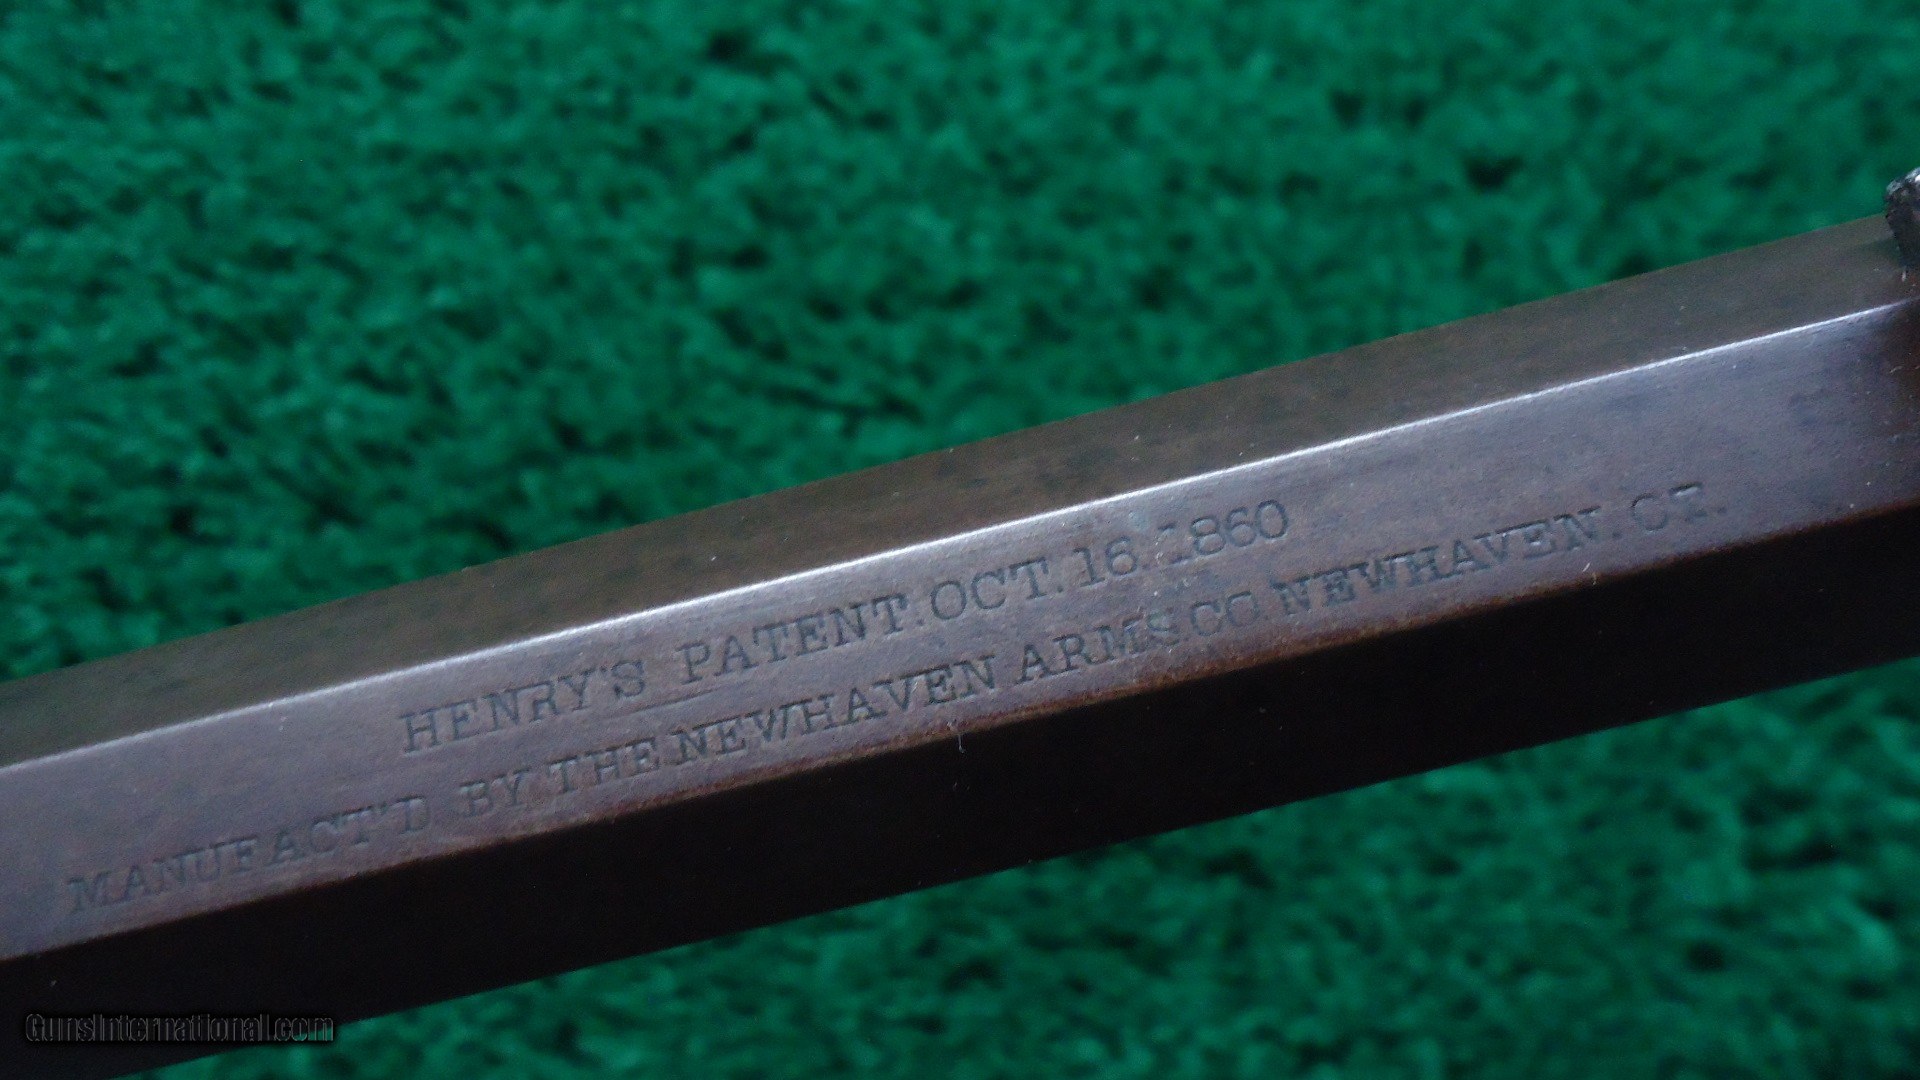 HENRY'S PATENT. OCT. 16. 1860
MANUFACT'D BY THE NEWHAVEN ARMS. CO. NEWHAVEN. CT.
GunsInternational.com